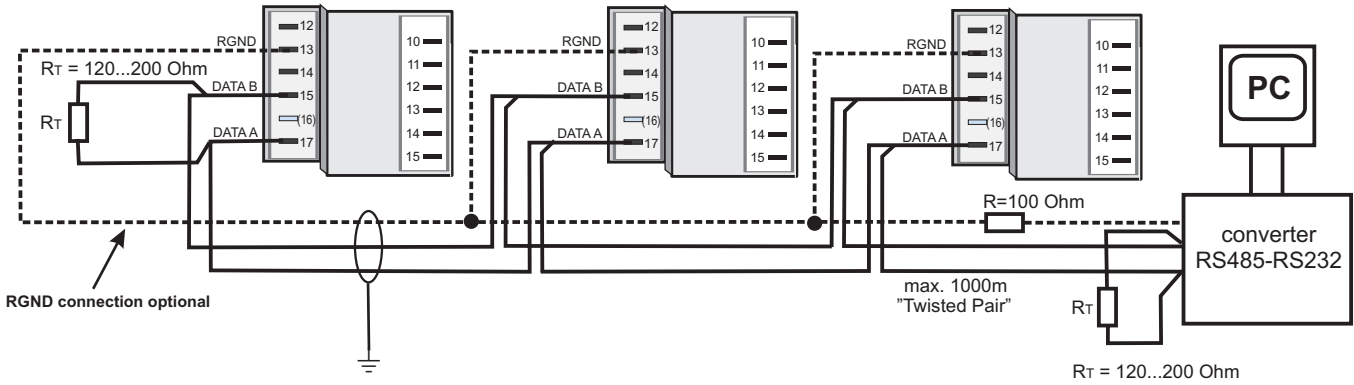 12
RGND
13
14
DATA B
15
(16)
DATA A
17
10
11
12
13
14
15
RT = 120...200 Ohm
RT
12
RGND
13
14
DATA B
15
(16)
DATA A
17
10
11
12
13
14
15
12
RGND
13
14
DATA B
15
(16)
DATA A
17
10
11
12
13
14
15
PC
R=100 Ohm
converter
RS485-RS232
RGND connection optional
max. 1000m
"Twisted Pair"
RT
RT = 120...200 Ohm